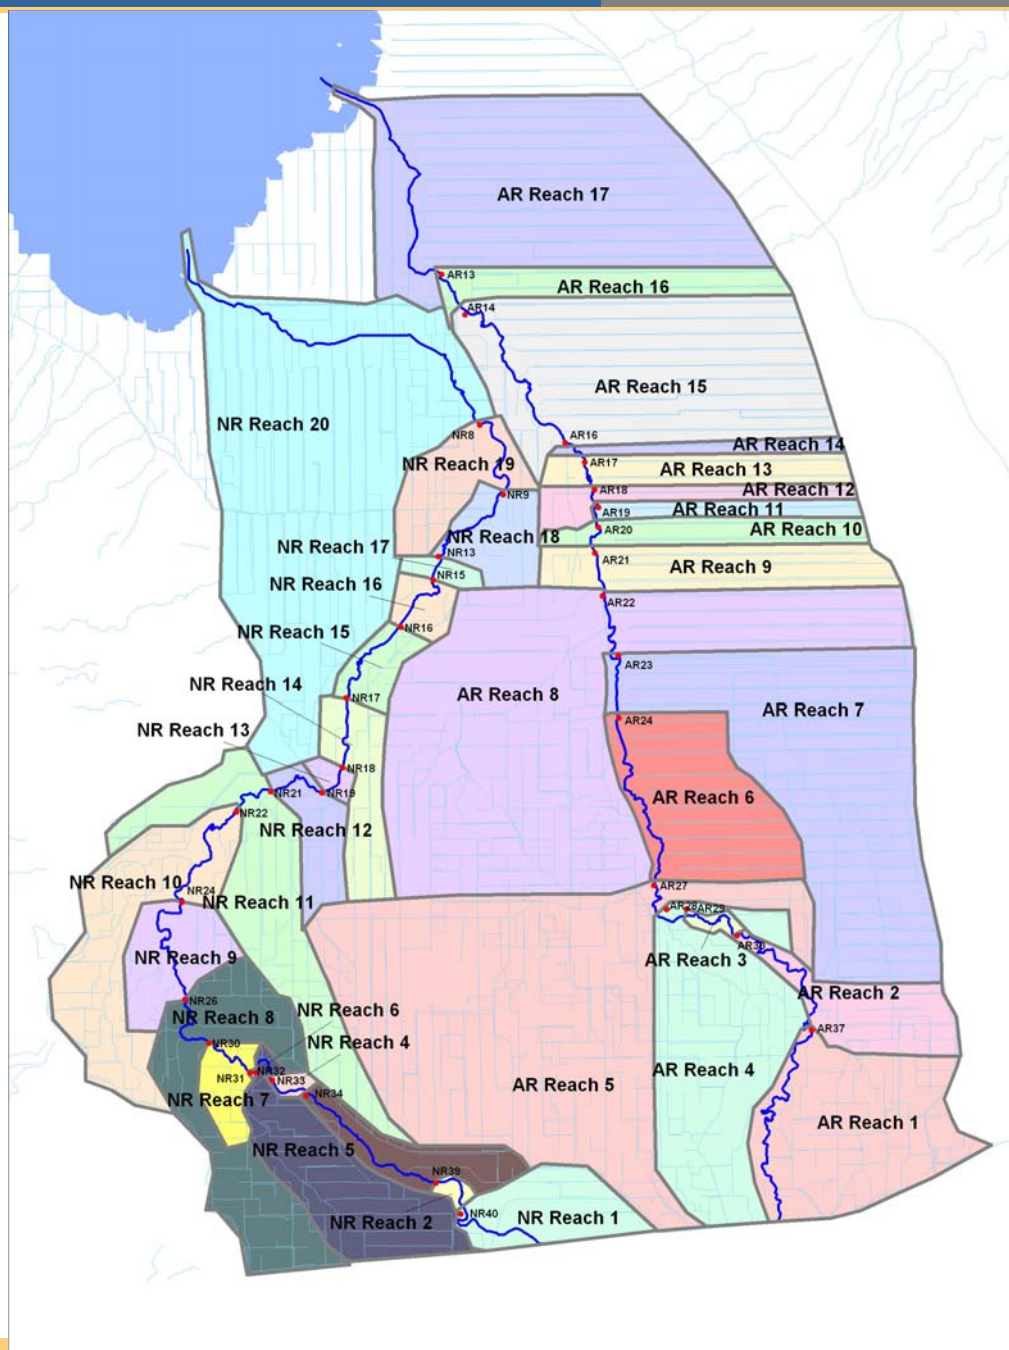 AR Reach 17
AR13
AR Reach 16
AR14
AR Reach 15
NR Reach 20
NR8
AR16
AR Reach 14
NR Reach 19
AR17
AR Reach 13
NR9
AR18
AR Reach 12
AR19
AR Reach 11
AR20
AR Reach 10
NR Reach 18
NR Reach 17
NR13
AR21
AR Reach 9
NR Reach 16
NR15
AR22
NR16
NR Reach 15
AR23
NR Reach 14
NR17
AR Reach 8
AR Reach 7
AR24
NR Reach 13
NR18
NR21
NR19
AR Reach 6
NR22
NR Reach 12
NR Reach 10
NR24
NR Reach 11
AR27
AR28
AR29
AR30
NR Reach 9
AR Reach 3
AR Reach 2
NR26
NR Reach 8
NR Reach 6
AR37
NR30
NR Reach 4
NR31
NR32
NR33
AR Reach 5
AR Reach 4
NR Reach 7
NR34
AR Reach 1
NR Reach 5
NR39
NR Reach 2
NR40
NR Reach 1